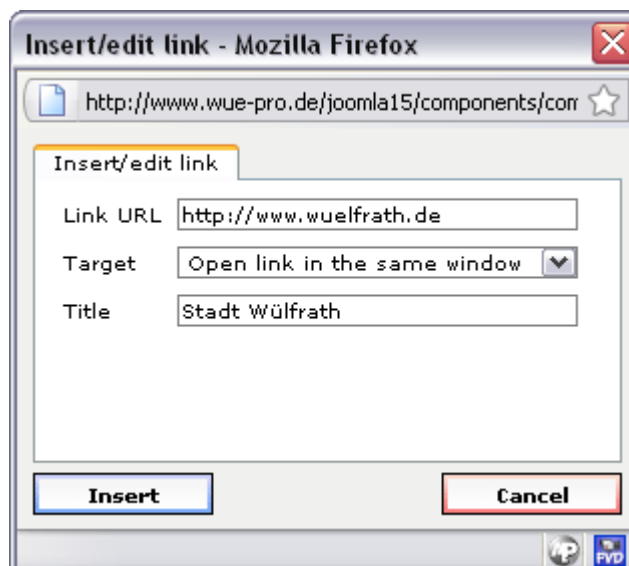 Insert/edit link - Mozilla Firefox
http://www.wue-pro.de/joomla15/components/com
Insert/edit link
Link URL http://www.wuelfrath.de
Target Open link in the same window
Title Stadt Wülfrath
Insert Cancel
P FVD